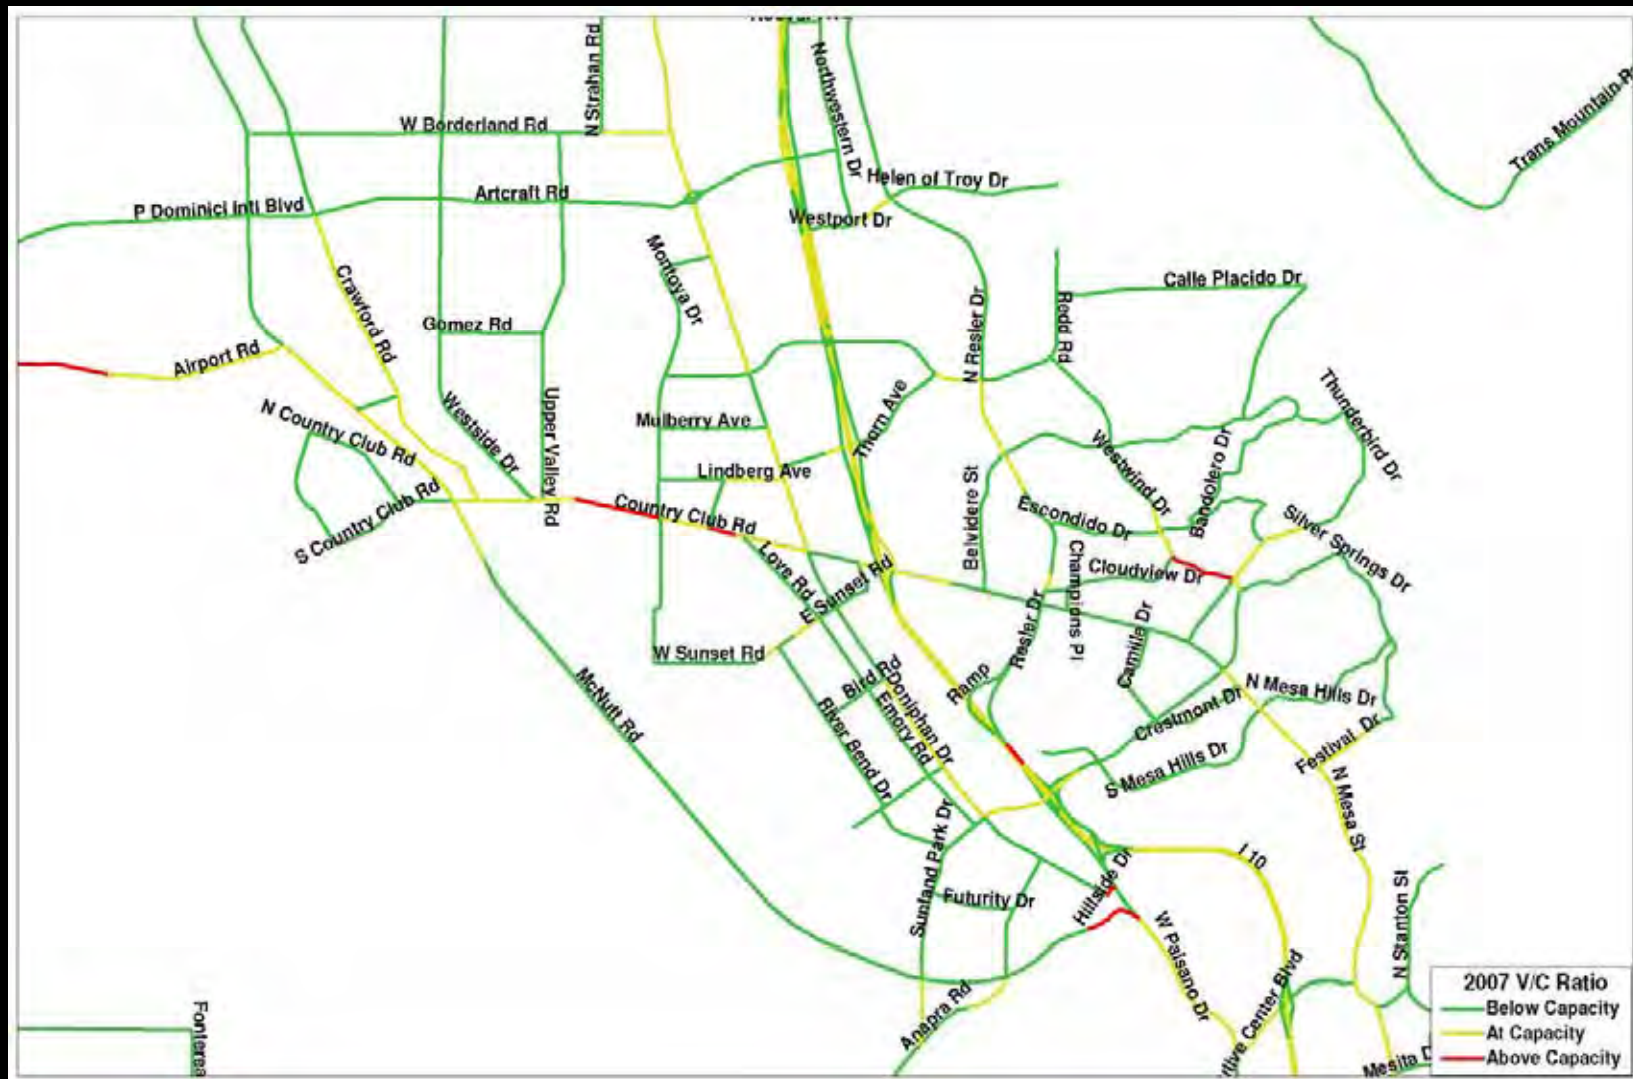 N Strahan Rd
Northwestern Dr
Trans Mountain
W Borderland Rd
Helen of Troy Dr
Artcraft Rd
P Dominici Intl Blvd
Westport Dr
Montoya Dr
Crawford Rd
Calle Placido Dr
N Resler Dr
Redd Rd
Gomez Rd
Airport Rd
Thunderbird Dr
Thorn Ave
N Country Club Rd
Westside Dr
Upper Valley Rd
Mulberry Ave
Lindberg Ave
Westwind Dr
Bandolero Dr
Belvidere St
S Country Club Rd
Country Club Rd
Escondido Dr
Silver Springs Dr
Love Rd
E Sunset Rd
Champions Pl
Cloudview Dr
Resler Dr
Camille Dr
W Sunset Rd
McNutt Rd
Bird Rd
Ramp
N Mesa Hills Dr
Doniphan Dr
Emory Rd
River Bend Dr
Crestmont Dr
S Mesa Hills Dr
Festival Dr
N Mesa St
Sunland Park Dr
I 10
Hillside Dr
Futurity Dr
W Paisano Dr
N Stanton St
Anapra Rd
tive Center Blvd
Fonterea
Mesita D
2007 V/C Ratio
Below Capacity
At Capacity
Above Capacity